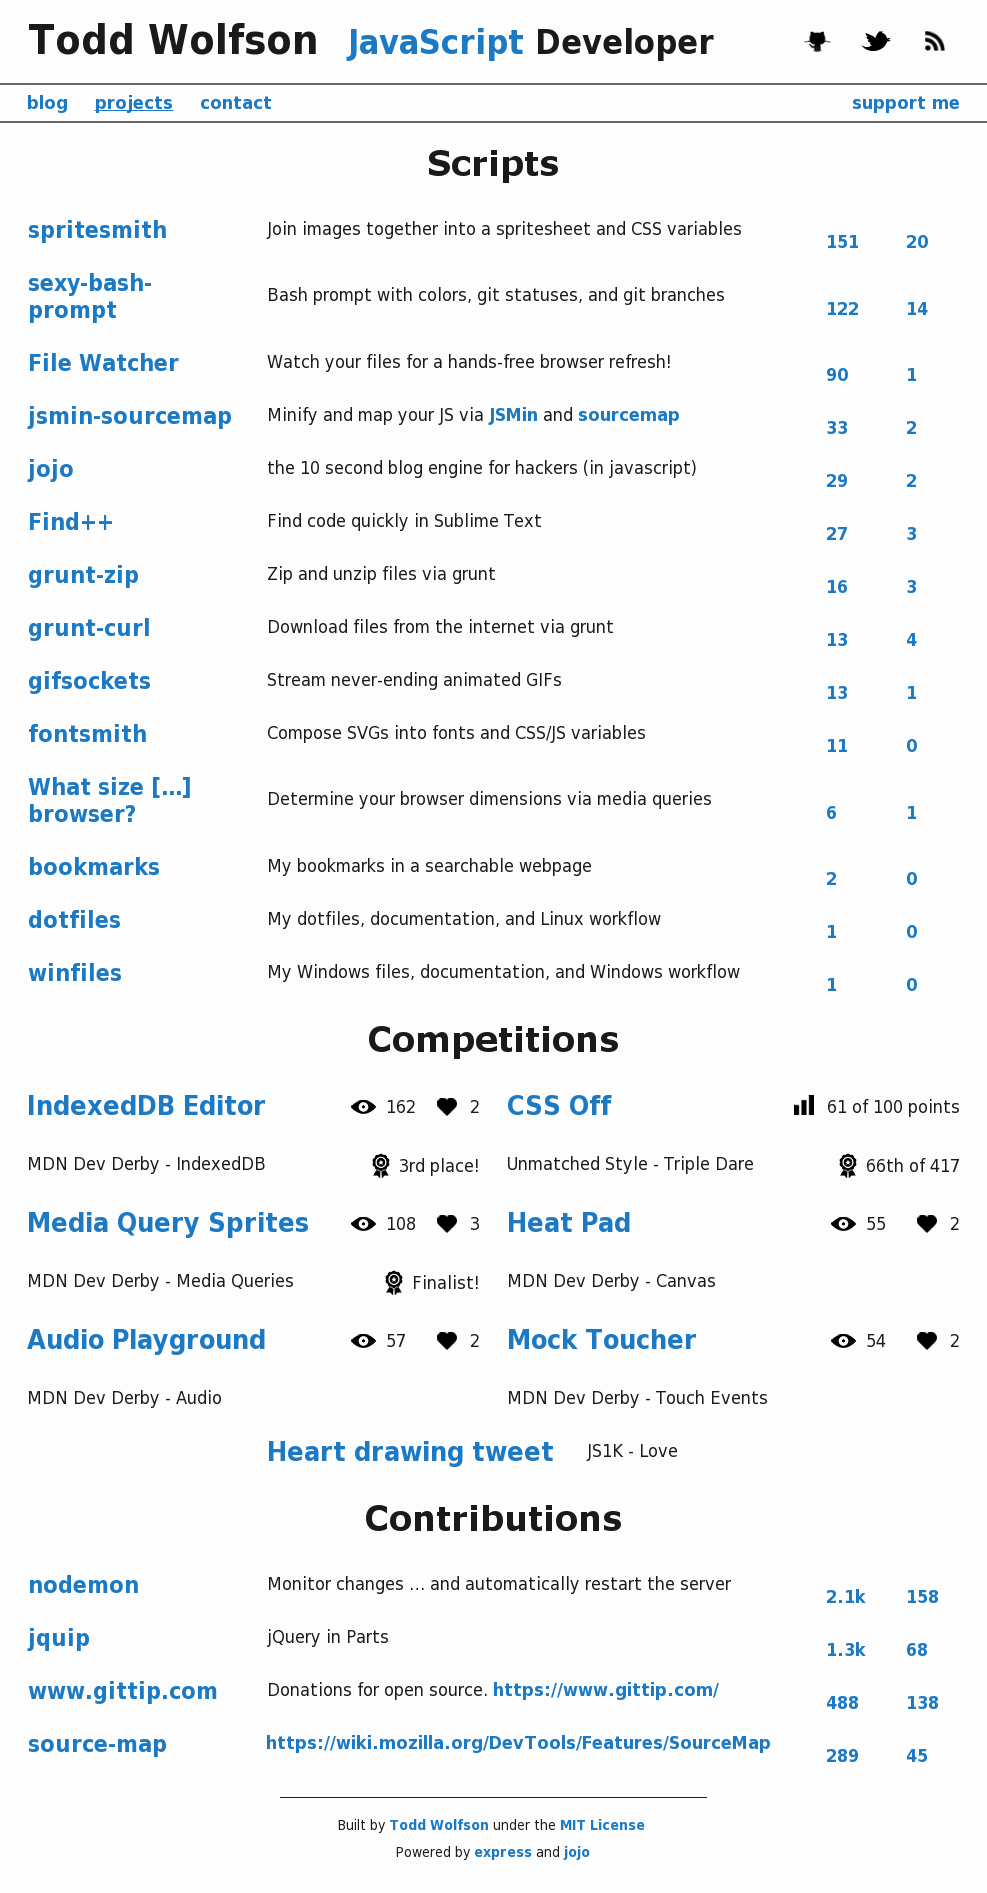 Todd Wolfson JavaScript Developer
blog projects contact support me
Scripts
spritesmith Join images together into a spritesheet and CSS variables 151 20
sexy-bash-
prompt Bash prompt with colors, git statuses, and git branches 122 14
File Watcher Watch your files for a hands-free browser refresh! 90 1
jsmin-sourcemap Minify and map your JS via JSMin and sourcemap 33 2
jojo the 10 second blog engine for hackers (in javascript) 29 2
Find++ Find code quickly in Sublime Text 27 3
grunt-zip Zip and unzip files via grunt 16 3
grunt-curl Download files from the internet via grunt 13 4
gifsockets Stream never-ending animated GIFs 13 1
fontsmith Compose SVGs into fonts and CSS/JS variables 11 0
What size [...]
browser? Determine your browser dimensions via media queries 6 1
bookmarks My bookmarks in a searchable webpage 2 0
dotfiles My dotfiles, documentation, and Linux workflow 1 0
winfiles My Windows files, documentation, and Windows workflow 1 0
Competitions
IndexedDB Editor 162 2 CSS Off 61 of 100 points
MDN Dev Derby - IndexedDB 3rd place! Unmatched Style - Triple Dare 66th of 417
Media Query Sprites 108 3 Heat Pad 55 2
MDN Dev Derby - Media Queries Finalist! MDN Dev Derby - Canvas
Audio Playground 57 2 Mock Toucher 54 2
MDN Dev Derby - Audio MDN Dev Derby - Touch Events
Heart drawing tweet JS1K - Love
Contributions
nodemon Monitor changes ... and automatically restart the server 2.1k 158
jquip jQuery in Parts 1.3k 68
www.gittip.com Donations for open source. https://www.gittip.com/ 488 138
source-map https://wiki.mozilla.org/DevTools/Features/SourceMap 289 45
Built by Todd Wolfson under the MIT License
Powered by express and jojo